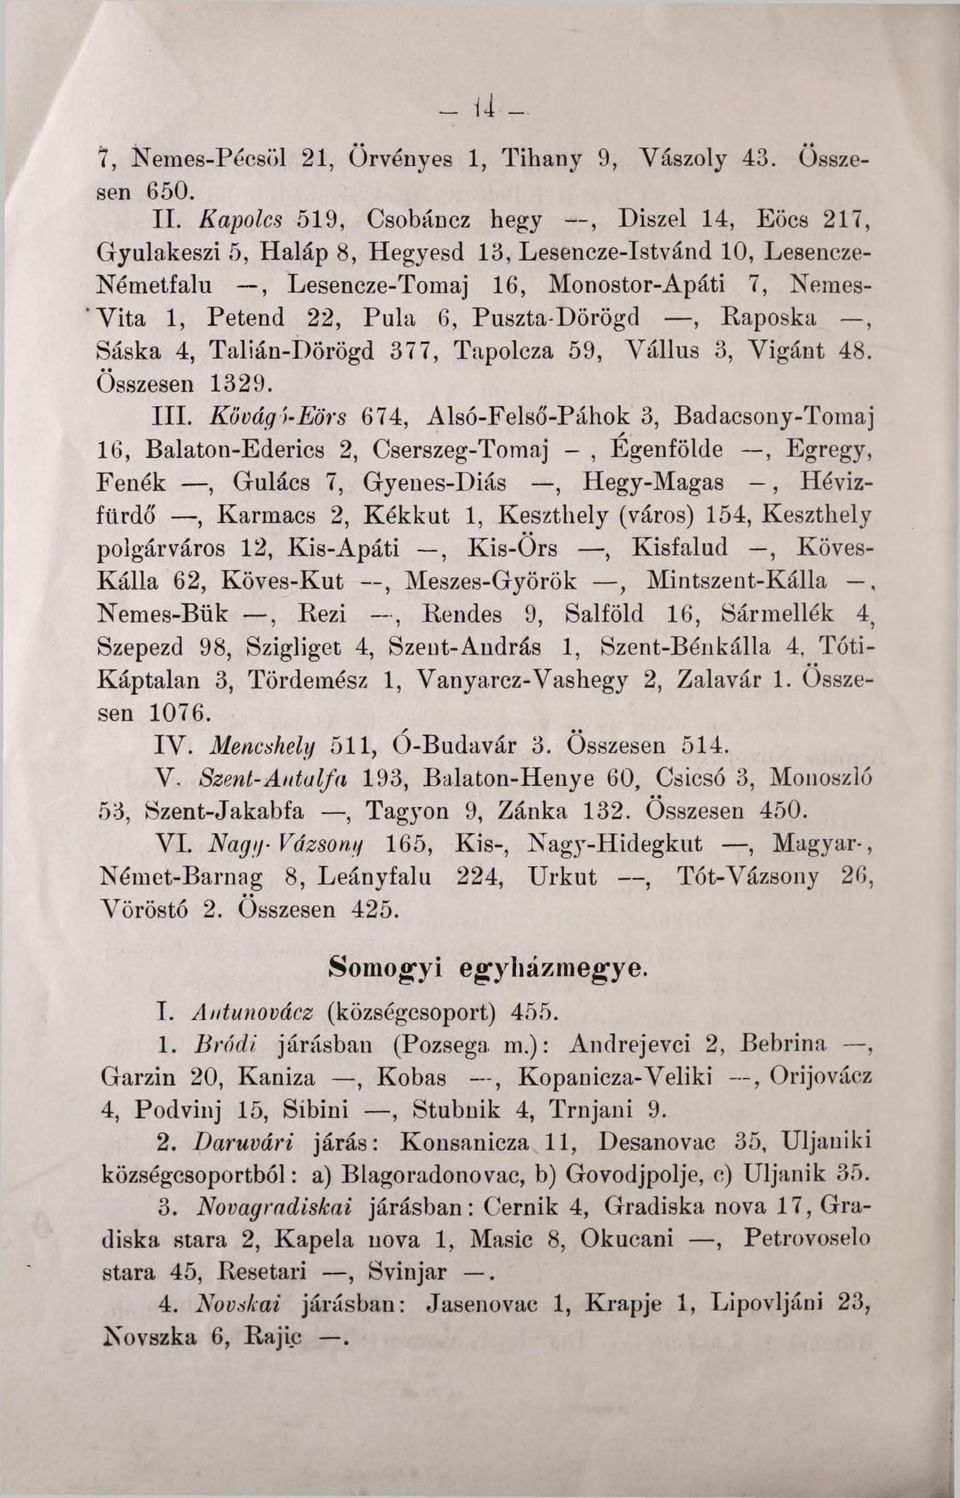 — 14 —
7, Nemes-Pécsöl 21, Örvényes 1, Tihany 9, Vászoly 43. Össze-
sen 650.
II. Kapolcs 519, Csobáncz hegy —, Diszel 14, Eöcs 217,
Gyulakeszi 5, Haláp 8, Hegyesd 13, Lesencze-Istvánd 10, Lesencze-
Németfalu —, Lesencze-Tomaj 16, Monostor-Apáti 7, Nemes-
Vita 1, Petend 22, Pula 6, Puszta-Dörögd —, Raposka —,
Sáska 4, Talián-Dörögd 377, Tapolcza 59, Vállus 3, Vigánt 48.
Összesen 1329.
III. Kővágó-Eörs 674, Alsó-Felső-Páhok 3, Badacsony-Tomaj
16, Balaton-Ederics 2, Cserszeg-Tomaj – , Égenfölde —, Egregy,
Fenék —, Gulács 7, Gyenes-Diás —, Hegy-Magas —, Héviz-
fürdő —, Karmacs 2, Kékkut 1, Keszthely (város) 154, Keszthely
polgárváros 12, Kis-Apáti —, Kis-Örs —, Kisfalud —, Köves-
Kálla 62, Köves-Kut —, Meszes-Györök —, Mintszent-Kálla —.
Nemes-Bük —, Rezi —, Rendes 9, Salföld 16, Sármellék 4,
Szepezd 98, Szigliget 4, Szent-András 1, Szent-Bénkálla 4, Tóti-
Káptalan 3, Tördemész 1, Vanyarcz-Vashegy 2, Zalavár 1. Össze-
sen 1076.
IV. Mencshely 511, Ó-Budavár 3. Összesen 514.
V. Szent-Antalfa 193, Balaton-Henye 60, Csicsó 3, Monoszló
53, Szent-Jakabfa —, Tagyon 9, Zánka 132. Összesen 450.
VI. Nagy-Vázsony 165, Kis-, Nagy-Hidegkut —, Magyar-,
Német-Barnag 8, Leányfalu 224, Urkut —, Tót-Vázsony 26,
Vöröstó 2. Összesen 425.
Somogyi egyházmegye.
I. Antunovácz (községcsoport) 455.
1. Bródi járásban (Pozsega m.): Andrejevci 2, Bebrina —,
Garzin 20, Kaniza —, Kobas —, Kopanicza-Veliki —, Orijovácz
4, Podvinj 15, Sibini —, Stubnik 4, Trnjani 9.
2. Daruvári járás: Konsanicza 11, Desanovac 35, Uljaniki
községcsoportból: a) Blagoradonovac, b) Govodjpolje, c) Uljanik 35.
3. Novagradiskai járásban: Cernik 4, Gradiska nova 17, Gra-
diska stara 2, Kapela nova 1, Masic 8, Okucani —, Petrovoselo
stara 45, Resetari —, Svinjar —.
4. Novskai járásban: Jasenovac 1, Krapje 1, Lipovljáni 23,
Novszka 6, Rajic —.